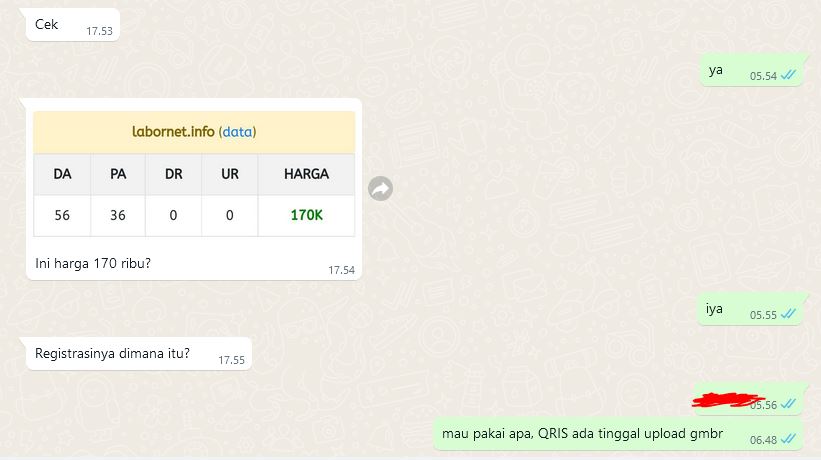 Cek 17.53
ya 05.54
labornet.info (data)
DA PA DR UR HARGA
56 36 0 0 170K
Ini harga 170 ribu? 17.54
iya 05.55
Registrasinya dimana itu? 17.55
05.56
mau pakai apa, QRIS ada tinggal upload gmbr 06.48